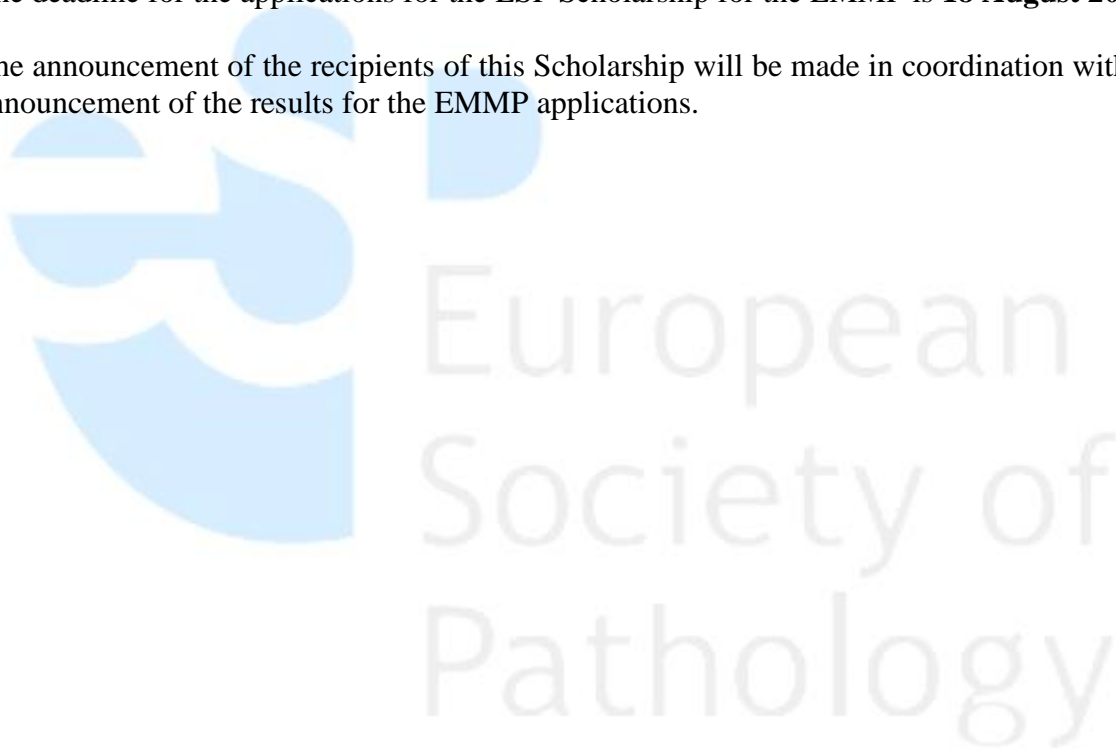 he deadline for the applications for the ESP Scholarship for the EMMP is August
he announcement of the recipients of this Scholarship will be made in coordination with
nnouncement of the results for the EMMP applications.
esp
European
Society of
Pathology